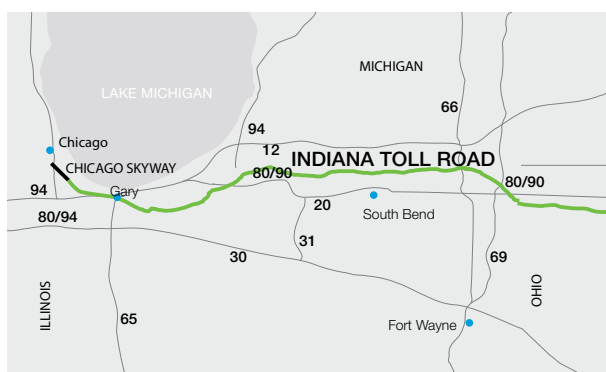 MICHIGAN
LAKE MICHIGAN
66
94
Chicago
12
INDIANA TOLL ROAD
CHICAGO SKYWAY
80/90
80/90
94
Gary
20
South Bend
80/94
31
30
69
ILLINOIS
OHIO
65
Fort Wayne